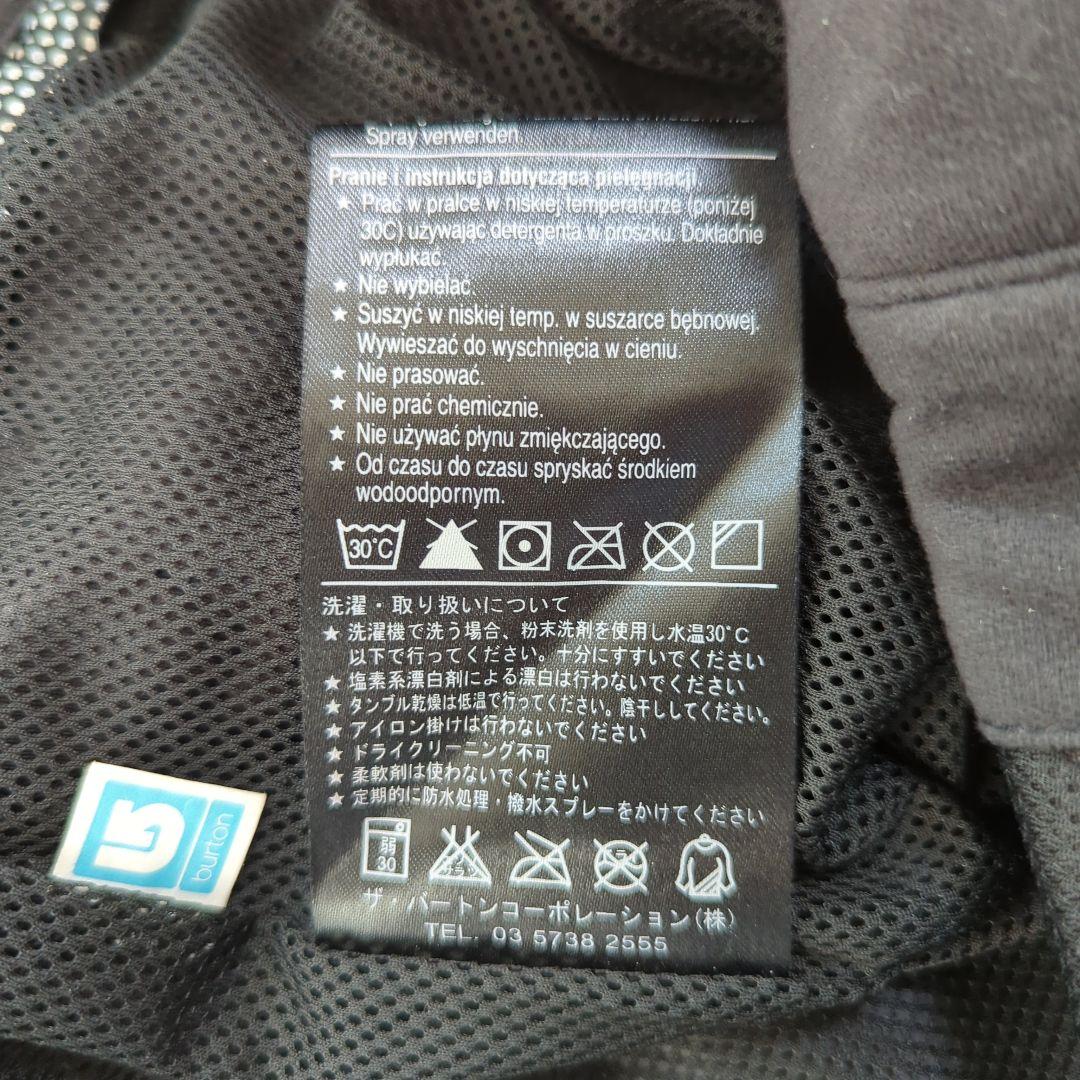 Spray verwenden
Pranie i instrukcja dotycząca pielęgnacji
★ Prać w pralce w niskiej temperaturze (poniżej
30C) używając detergenta w proszku. Dokładnie
wypłukać.
★ Nie wybielać.
★ Suszyć w niskiej temp. w suszarce bębnowej.
Wywieszać do wyschnięcia w cieniu.
★ Nie prasować.
★ Nie prać chemicznie.
★ Nie używać płynu zmiękczającego.
★ Od czasu do czasu spryskać środkiem
wodoodpornym.
30°C
洗濯・取り扱いについて
★ 洗濯機で洗う場合、粉末洗剤を使用し水温30°C
以下で行ってください。十分にすすいでください
★ 塩素系漂白剤による漂白は行わないでください
★ タンブル乾燥は低温で行ってください。陰干ししてください。
★ アイロン掛けは行わないでください
★ ドライクリーニング不可
★ 柔軟剤は使わないでください
★ 定期的に防水処理・撥水スプレーをかけてください
弱
30
ザ・バートンコーポレーション(株)
TEL. 03 5738 2555
burton